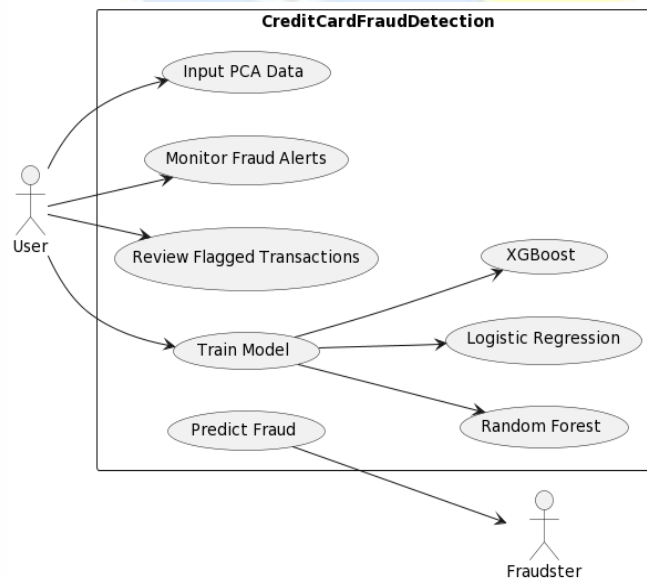 CreditCardFraudDetection
Input PCA Data
Monitor Fraud Alerts
User
Review Flagged Transactions
XGBoost
Train Model
Logistic Regression
Predict Fraud
Random Forest
Fraudster